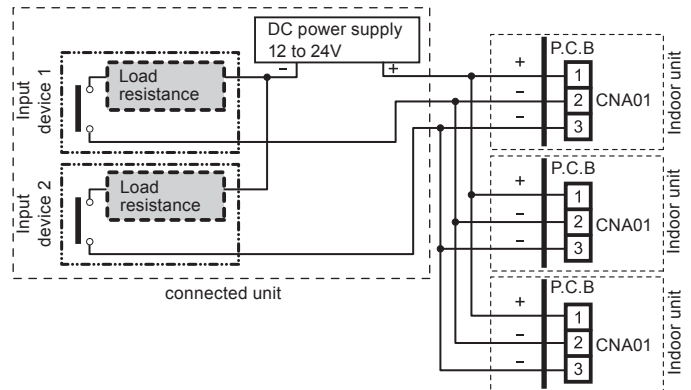 DC power supply
12 to 24V
−
+
Input
device 1
Load
resistance
Input
device 2
Load
resistance
connected unit
P.C.B
+
1
−
2
CNA01
−
3
Indoor unit
P.C.B
+
1
−
2
CNA01
−
3
Indoor unit
P.C.B
+
1
−
2
CNA01
−
3
Indoor unit